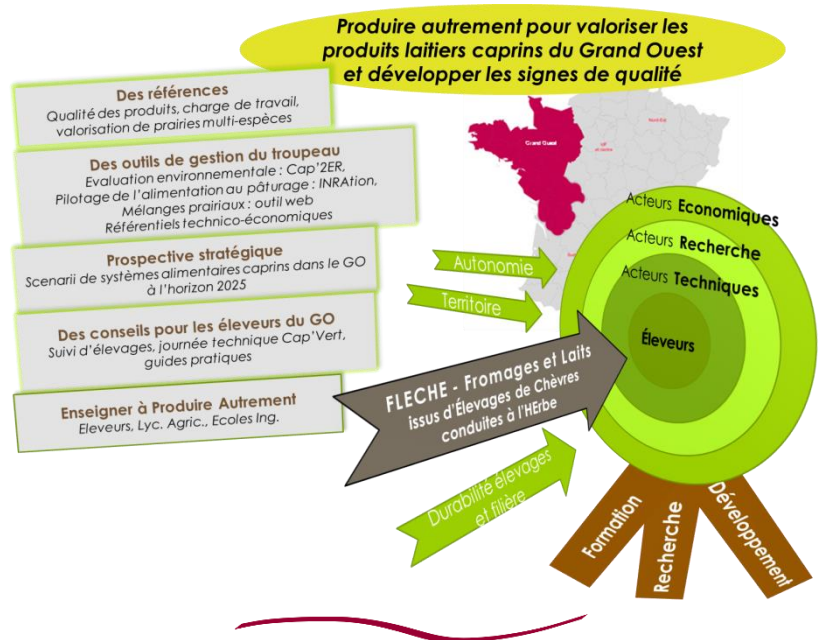 Produire autrement pour valoriser les
produits laitiers caprins du Grand Ouest
et développer les signes de qualité
Des références
Qualité des produits, charge de travail,
valorisation de prairies multi-espèces
Des outils de gestion du troupeau
Evaluation environnementale : Cap'2ER,
Pilotage de l'alimentation au pâturage : INRAtion,
Mélanges prairiaux : outil web
Référentiels technico-économiques
Prospective stratégique
Scenarii de systèmes alimentaires caprins dans le GO
à l'horizon 2025
Des conseils pour les éleveurs du GO
Suivi d'élevages, journée technique Cap'Vert,
guides pratiques
Enseigner à Produire Autrement
Eleveurs, Lyc. Agric., Ecoles Ing.
Grand Ouest
Nord-Est
Acteurs Economiques
Acteurs Recherche
Acteurs Techniques
Éleveurs
Autonomie
Territoire
FLECHE - Fromages et Laits
issus d'Élevages de Chèvres
conduites à l'HErbe
Durabilité élevages
et filière
Formation
Recherche
Développement